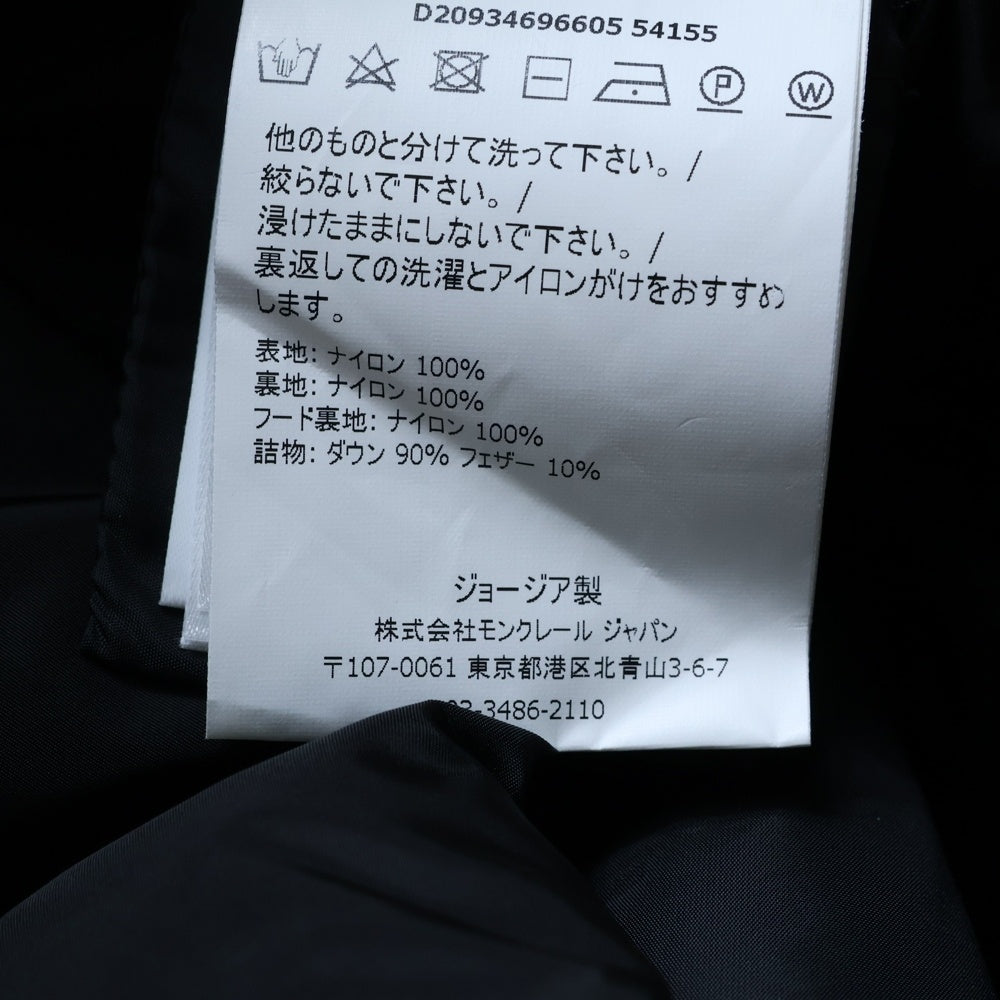 D20934696605 54155
P W
他のものと分けて洗って下さい。/
絞らないで下さい。/
浸けたままにしないで下さい。/
裏返しての洗濯とアイロンがけをおすすめ
します。
表地: ナイロン 100%
裏地: ナイロン 100%
フード裏地: ナイロン 100%
詰物: ダウン 90% フェザー 10%
ジョージア製
株式会社モンクレール ジャパン
〒107-0061 東京都港区北青山3-6-7
3-3486-2110